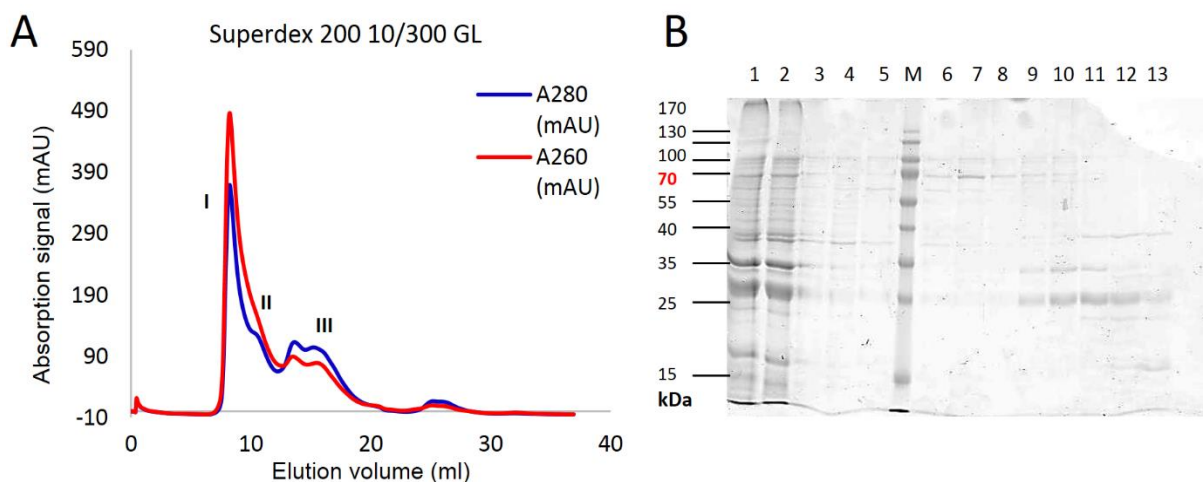 A
Superdex 200 10/300 GL
590
490
390
290
190
90
-10
0
10
20
30
40
Absorption signal (mAU)
Elution volume (ml)
A280
(mAU)
A260
(mAU)
I
II
III
B
1 2 3 4 5 M 6 7 8 9 10 11 12 13
170
130
100
70
55
40
35
25
15
kDa